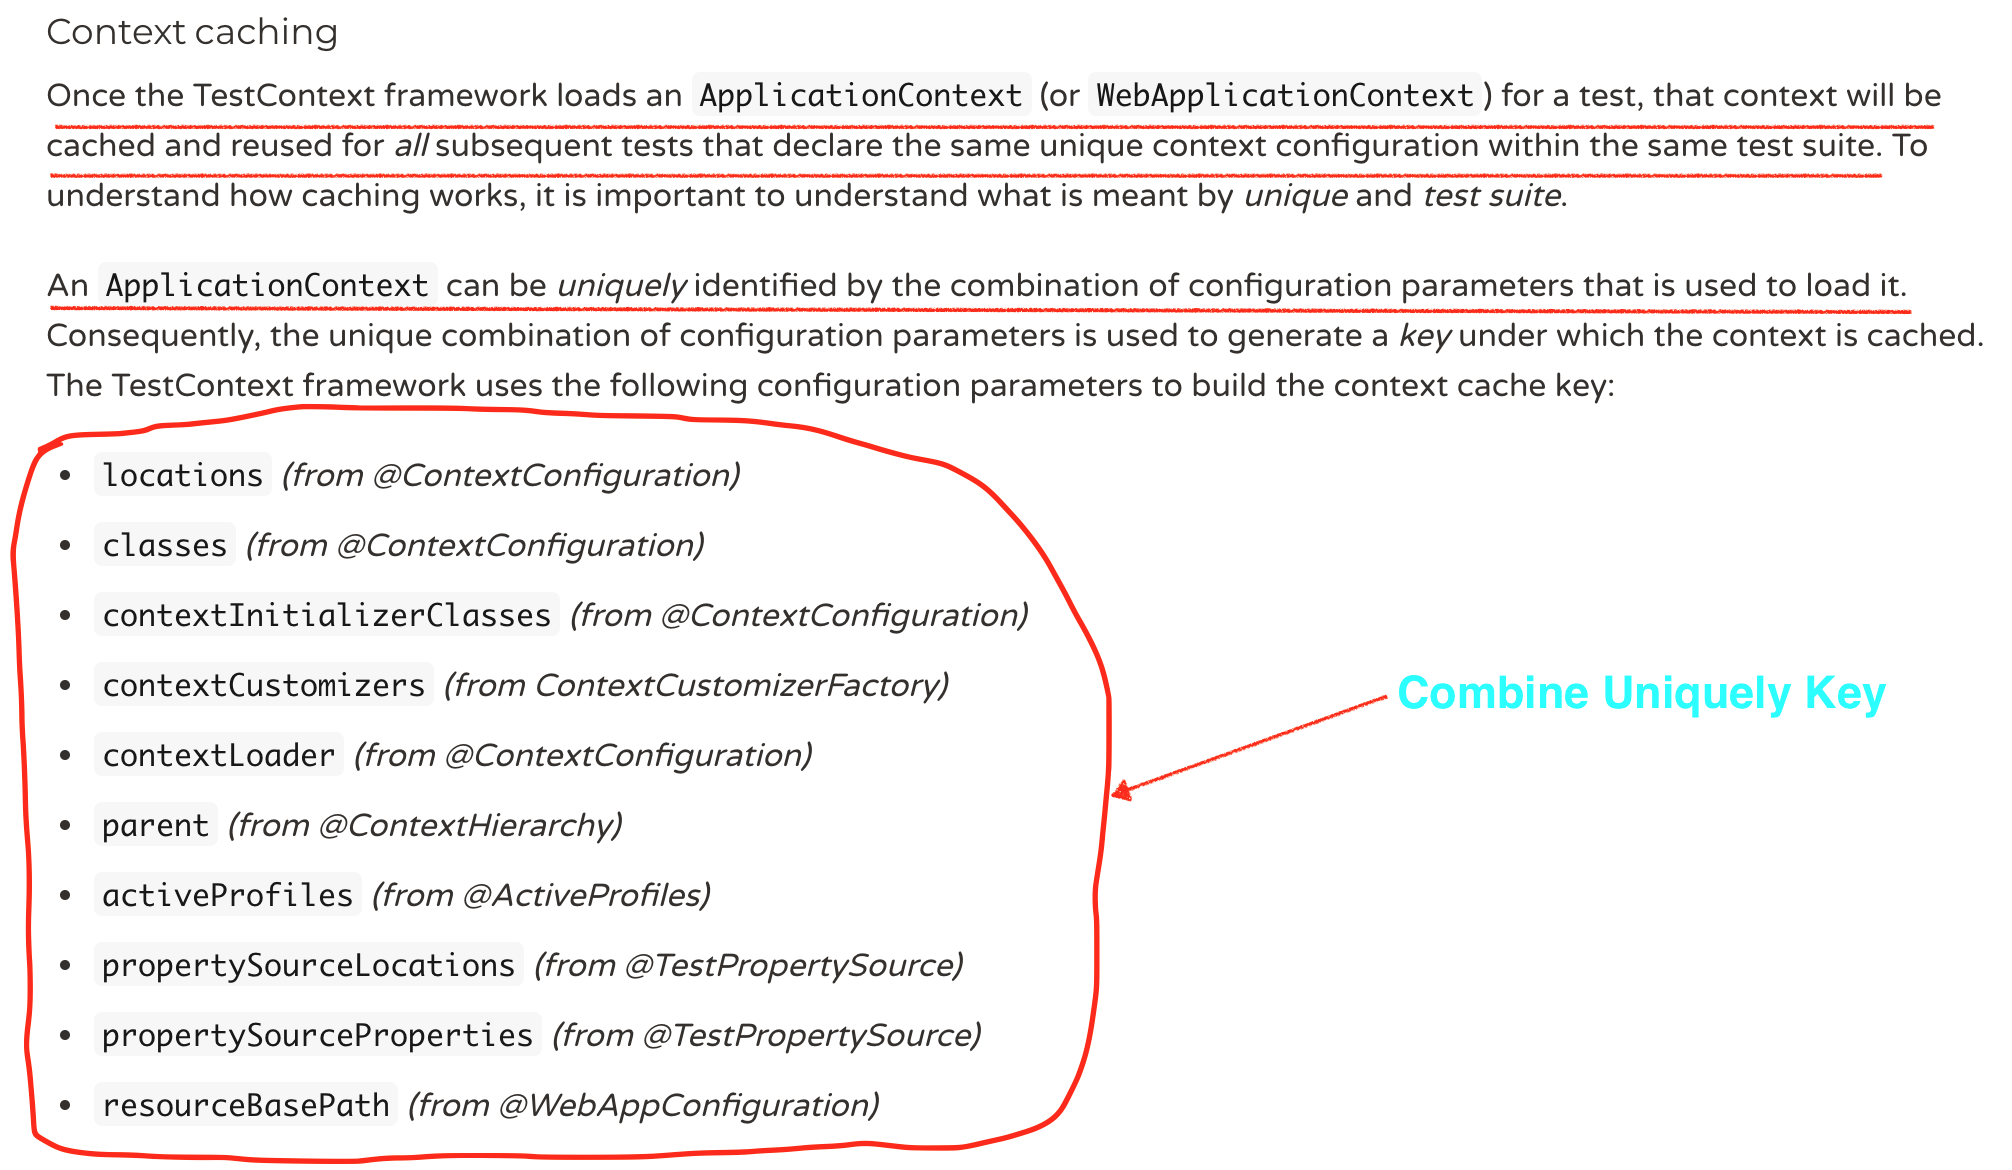 Context caching
Once the TestContext framework loads an ApplicationContext (or WebApplicationContext) for a test, that context will be
cached and reused for all subsequent tests that declare the same unique context configuration within the same test suite. To
understand how caching works, it is important to understand what is meant by unique and test suite.
An ApplicationContext can be uniquely identified by the combination of configuration parameters that is used to load it.
Consequently, the unique combination of configuration parameters is used to generate a key under which the context is cached.
The TestContext framework uses the following configuration parameters to build the context cache key:
• locations (from @ContextConfiguration)
• classes (from @ContextConfiguration)
• contextInitializerClasses (from @ContextConfiguration)
• contextCustomizers (from ContextCustomizerFactory)
Combine Uniquely Key
• contextLoader (from @ContextConfiguration)
• parent (from @ContextHierarchy)
• activeProfiles (from @ActiveProfiles)
• propertySourceLocations (from @TestPropertySource)
• propertySourceProperties (from @TestPropertySource)
• resourceBasePath (from @WebAppConfiguration)